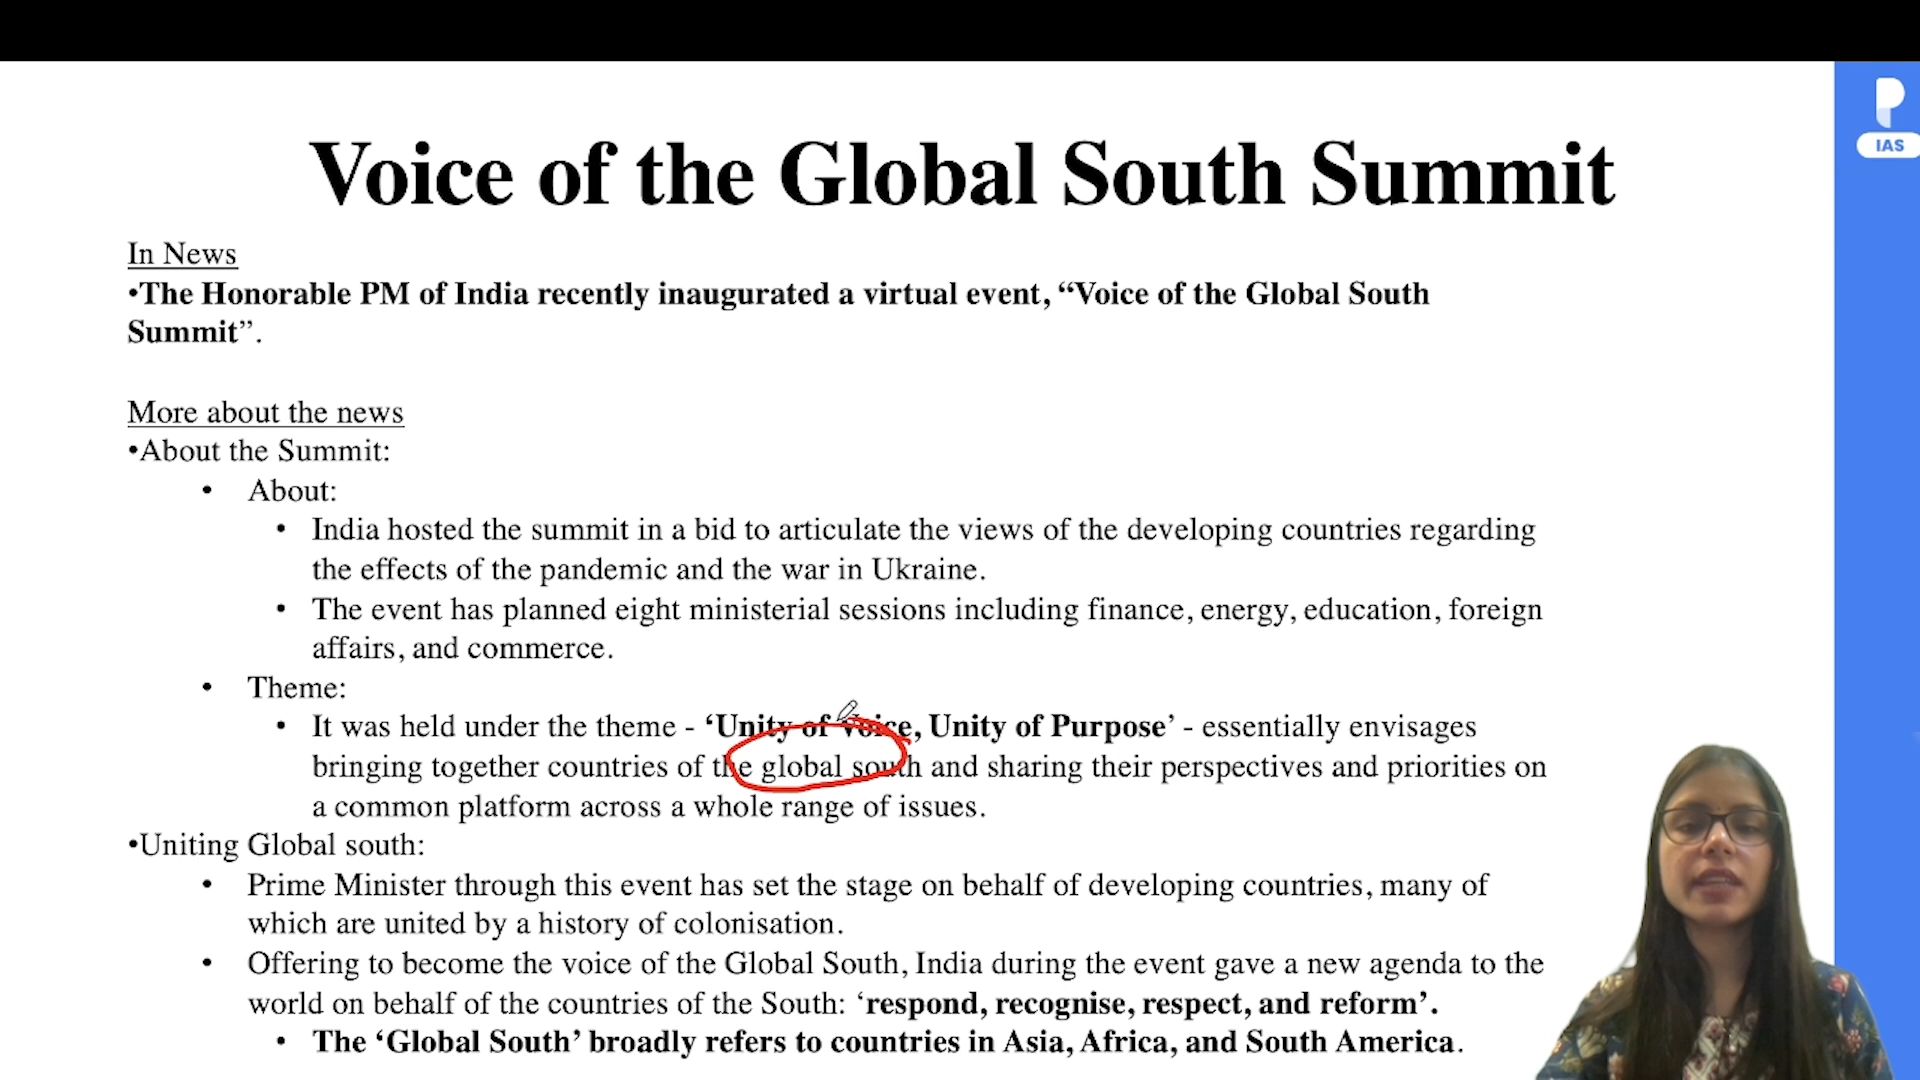 Voice of the Global South Summit
IAS
In News
•The Honorable PM of India recently inaugurated a virtual event, “Voice of the Global South
Summit”.
More about the news
•About the Summit:
• About:
• India hosted the summit in a bid to articulate the views of the developing countries regarding
the effects of the pandemic and the war in Ukraine.
• The event has planned eight ministerial sessions including finance, energy, education, foreign
affairs, and commerce.
• Theme:
• It was held under the theme - ‘Unity of Voice, Unity of Purpose’ - essentially envisages
bringing together countries of the global south and sharing their perspectives and priorities on
a common platform across a whole range of issues.
•Uniting Global south:
• Prime Minister through this event has set the stage on behalf of developing countries, many of
which are united by a history of colonisation.
• Offering to become the voice of the Global South, India during the event gave a new agenda to the
world on behalf of the countries of the South: ‘respond, recognise, respect, and reform’.
• The ‘Global South’ broadly refers to countries in Asia, Africa, and South America.